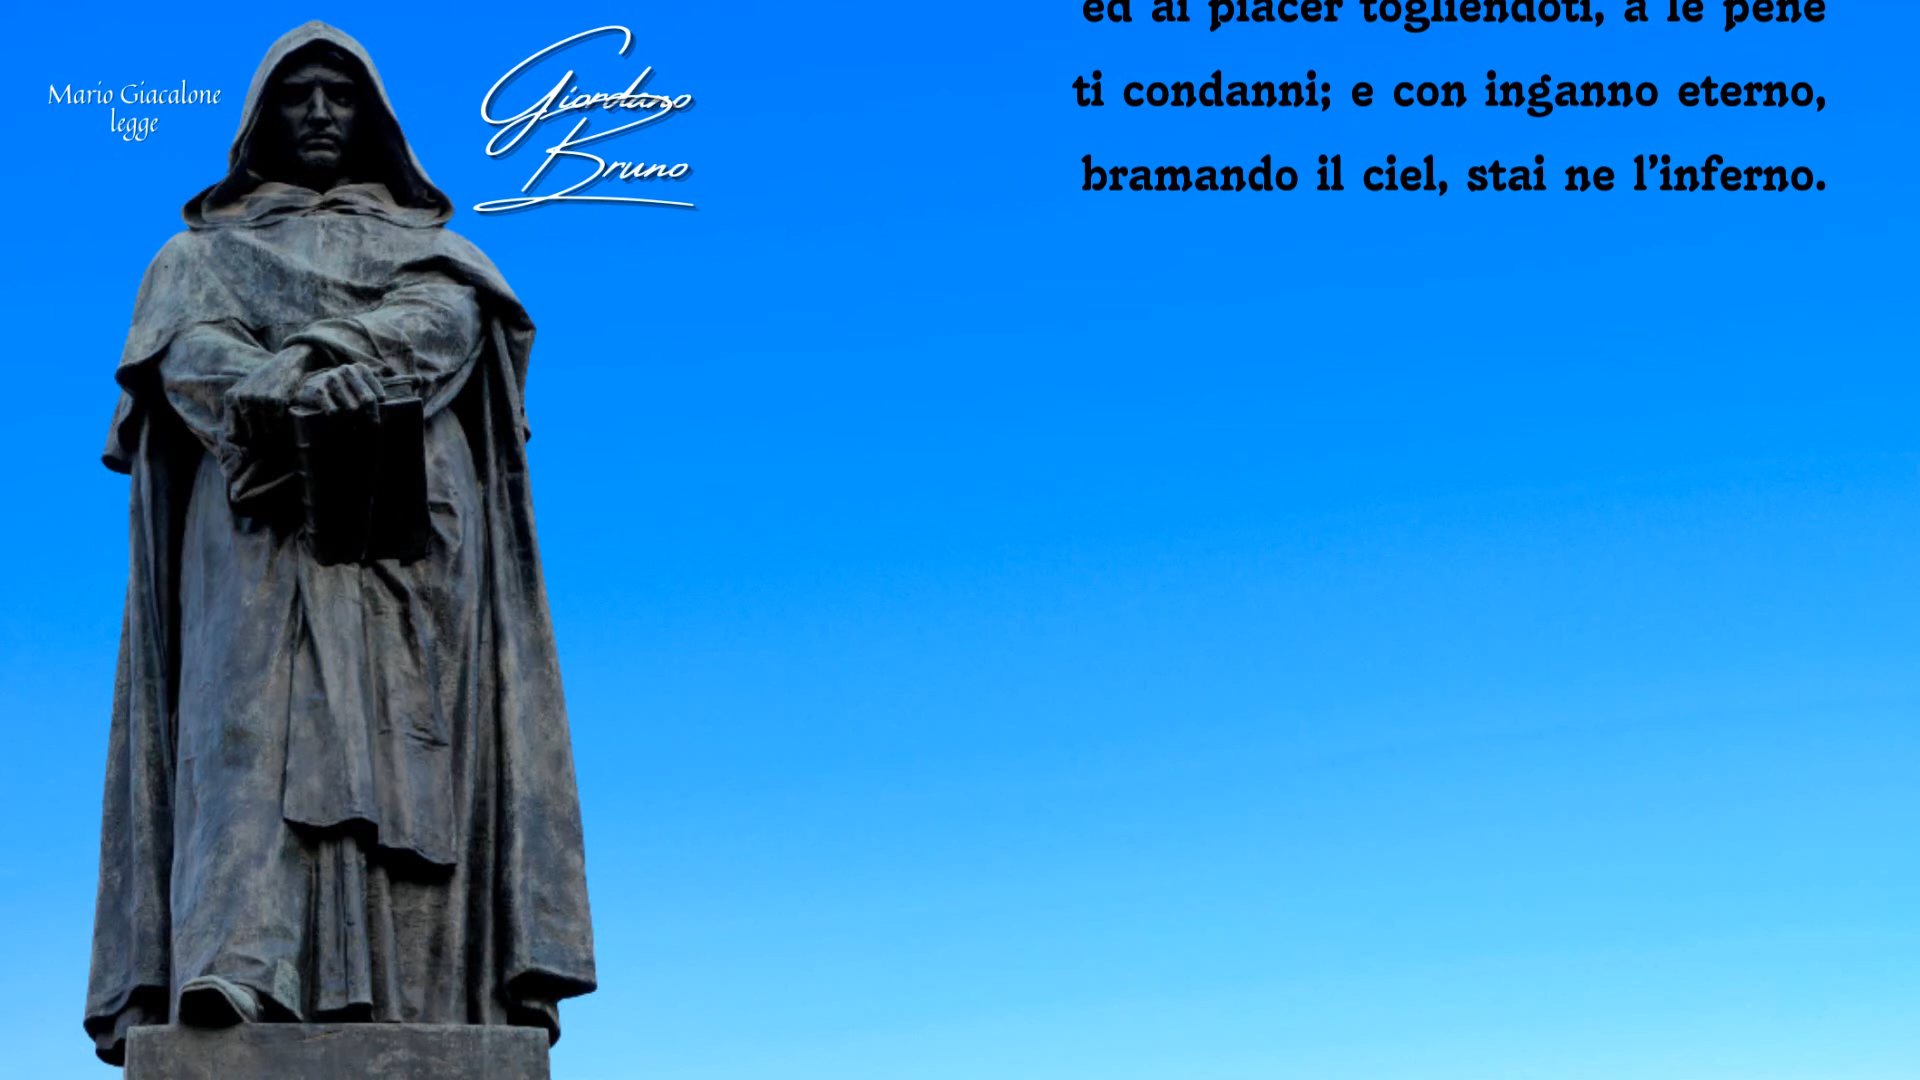 Mario Giacalone
legge
Giordano
Bruno
ed ai piacer togliendoti, a le pene
ti condanni; e con inganno eterno,
bramando il ciel, stai ne l'inferno.